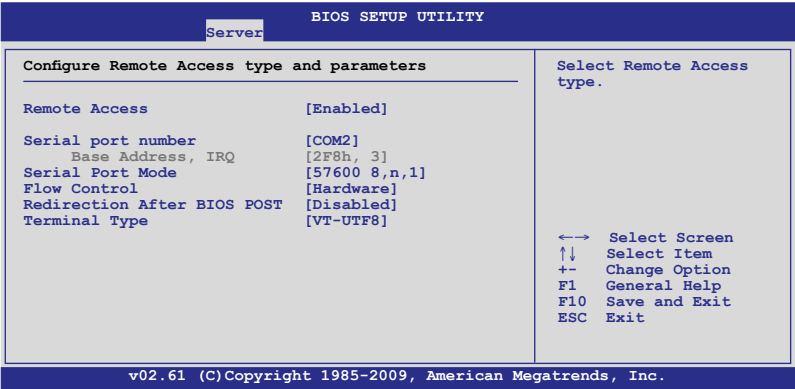 BIOS SETUP UTILITY
Server
Configure Remote Access type and parameters
Remote Access [Enabled]
Serial port number [COM2]
Base Address, IRQ [2F8h, 3]
Serial Port Mode [57600 8,n,1]
Flow Control [Hardware]
Redirection After BIOS POST [Disabled]
Terminal Type [VT-UTF8]
Select Remote Access
type.
←→ Select Screen
↑↓ Select Item
+- Change Option
F1 General Help
F10 Save and Exit
ESC Exit
v02.61 (C)Copyright 1985-2009, American Megatrends, Inc.